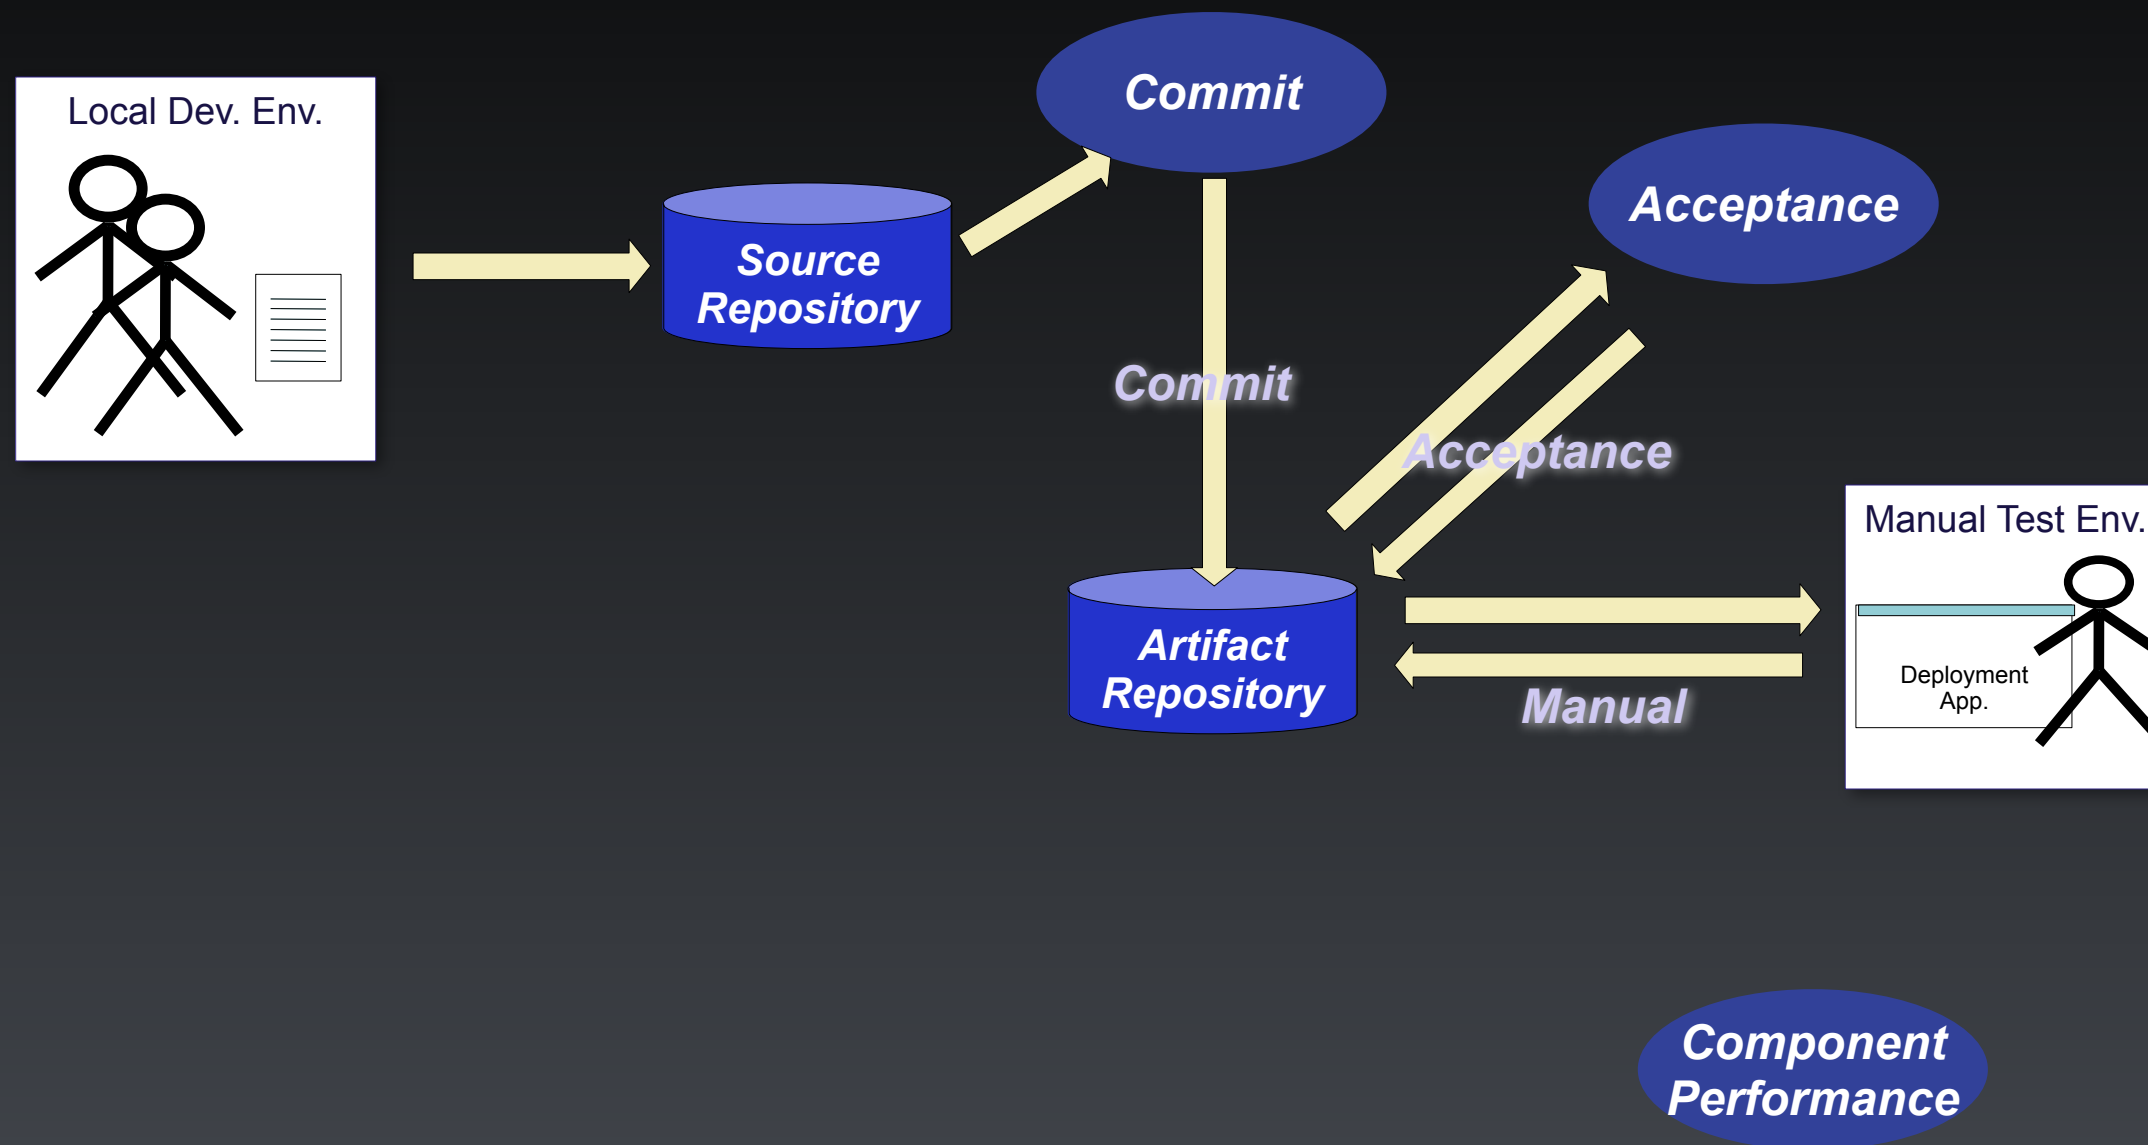 Commit
Local Dev. Env.
Acceptance
Source
Repository
Commit
Acceptance
Manual Test Env.
Artifact
Repository
Deployment
App.
Manual
Component
Performance